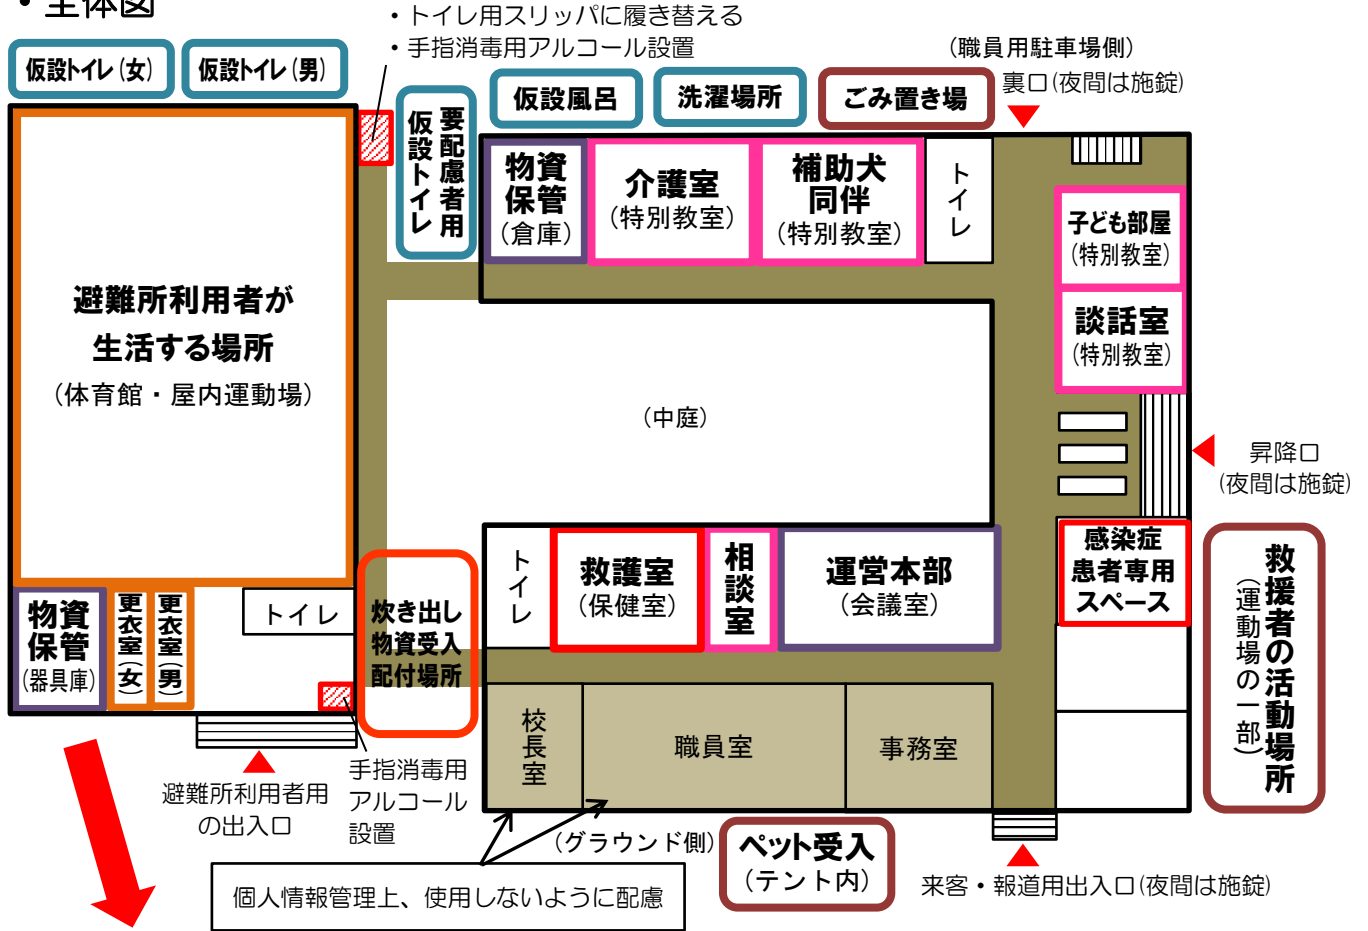 ・全体図
・トイレ用スリッパに履き替える
・手指消毒用アルコール設置
仮設トイレ(女)
仮設トイレ(男)
要配慮者用
仮設トイレ
仮設風呂
洗濯場所
ごみ置き場
(職員用駐車場側)
裏口(夜間は施錠)
物資
保管
(倉庫)
介護室
(特別教室)
補助犬
同伴
(特別教室)
トイレ
子ども部屋
(特別教室)
談話室
(特別教室)
避難所利用者が
生活する場所
(体育館・屋内運動場)
(中庭)
昇降口
(夜間は施錠)
物資
保管
(器具庫)
更衣室(女)
更衣室(男)
トイレ
炊き出し
物資受入
配付場所
トイレ
救護室
(保健室)
相談室
運営本部
(会議室)
感染症
患者専用
スペース
救援者の活動場所
(運動場の一部)
校長室
職員室
事務室
避難所利用者用
の出入口
手指消毒用
アルコール
設置
(グラウンド側)
ペット受入
(テント内)
来客・報道用出入口(夜間は施錠)
個人情報管理上、使用しないように配慮